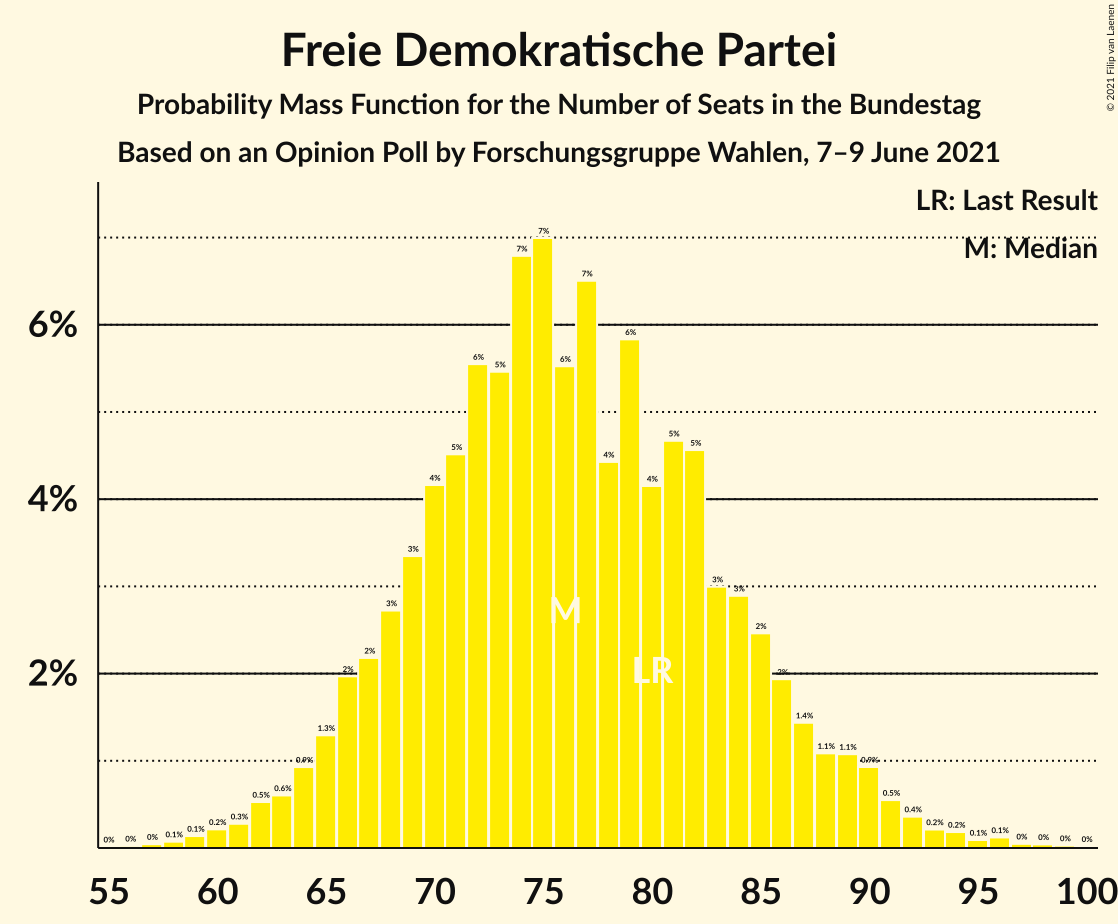 Freie Demokratische Partei
Probability Mass Function for the Number of Seats in the Bundestag
Based on an Opinion Poll by Forschungsgruppe Wahlen, 7–9 June 2021
© 2021 Filip van Laenen
LR: Last Result
M: Median
6%
4%
2%
0% 0% 0% 0.1% 0.1% 0.2% 0.3% 0.5% 0.6% 0.9% 1.3% 2% 2% 3% 3% 4% 5% 6% 5% 7% 7% 6% 7% 4% 6% 4% 5% 5% 3% 3% 2% 2% 1.4% 1.1% 1.1% 0.9% 0.5% 0.4% 0.2% 0.2% 0.1% 0.1% 0% 0% 0% 0%
M
LR
55 60 65 70 75 80 85 90 95 100